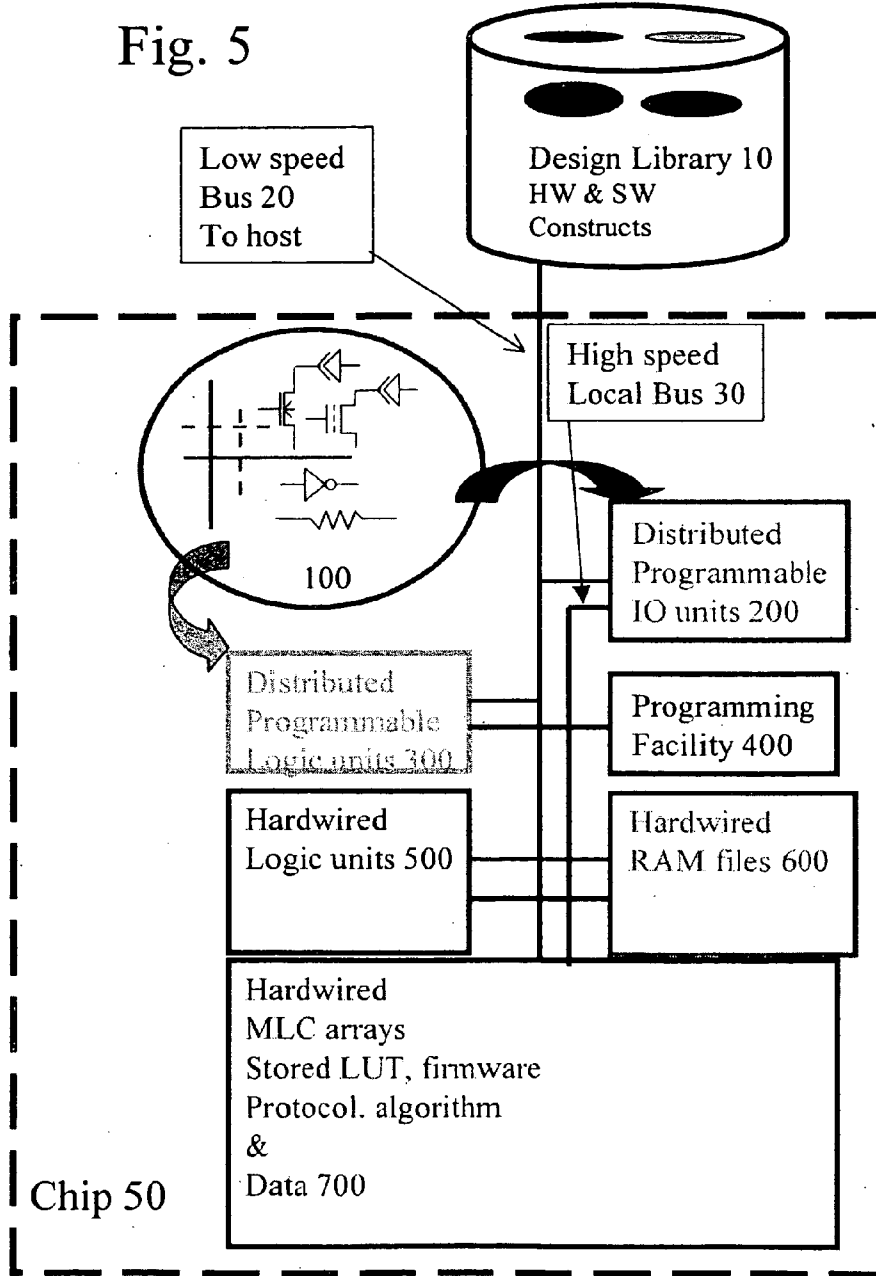 Fig. 5
Low speed
Bus 20
To host
Design Library 10
HW & SW
Constructs
High speed
Local Bus 30
100
Distributed
Programmable
IO units 200
Distributed
Programmable
Logic units 300
Programming
Facility 400
Hardwired
Logic units 500
Hardwired
RAM files 600
Hardwired
MLC arrays
Stored LUT, firmware
Protocol. algorithm
&
Data 700
Chip 50